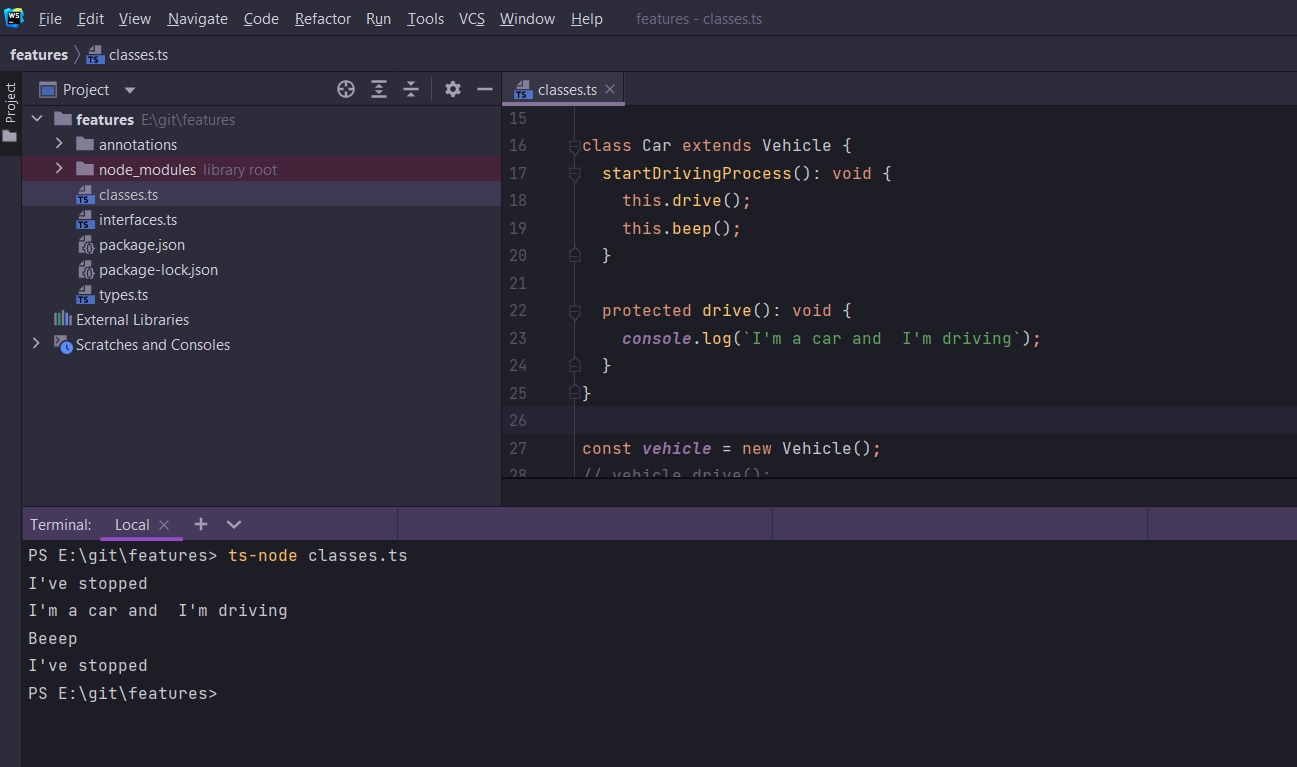 WS File Edit View Navigate Code Refactor Run Tools VCS Window Help features - classes.ts
features classes.ts
Project
Project
features E:\git\features
annotations
node_modules library root
classes.ts
interfaces.ts
package.json
package-lock.json
types.ts
External Libraries
Scratches and Consoles
classes.ts
15
16 class Car extends Vehicle {
17 startDrivingProcess(): void {
18 this.drive();
19 this.beep();
20 }
21
22 protected drive(): void {
23 console.log(`I'm a car and  I'm driving`);
24 }
25 }
26
27 const vehicle = new Vehicle();
28 // vehicle.drive();
Terminal: Local
PS E:\git\features> ts-node classes.ts
I've stopped
I'm a car and  I'm driving
Beeep
I've stopped
PS E:\git\features>